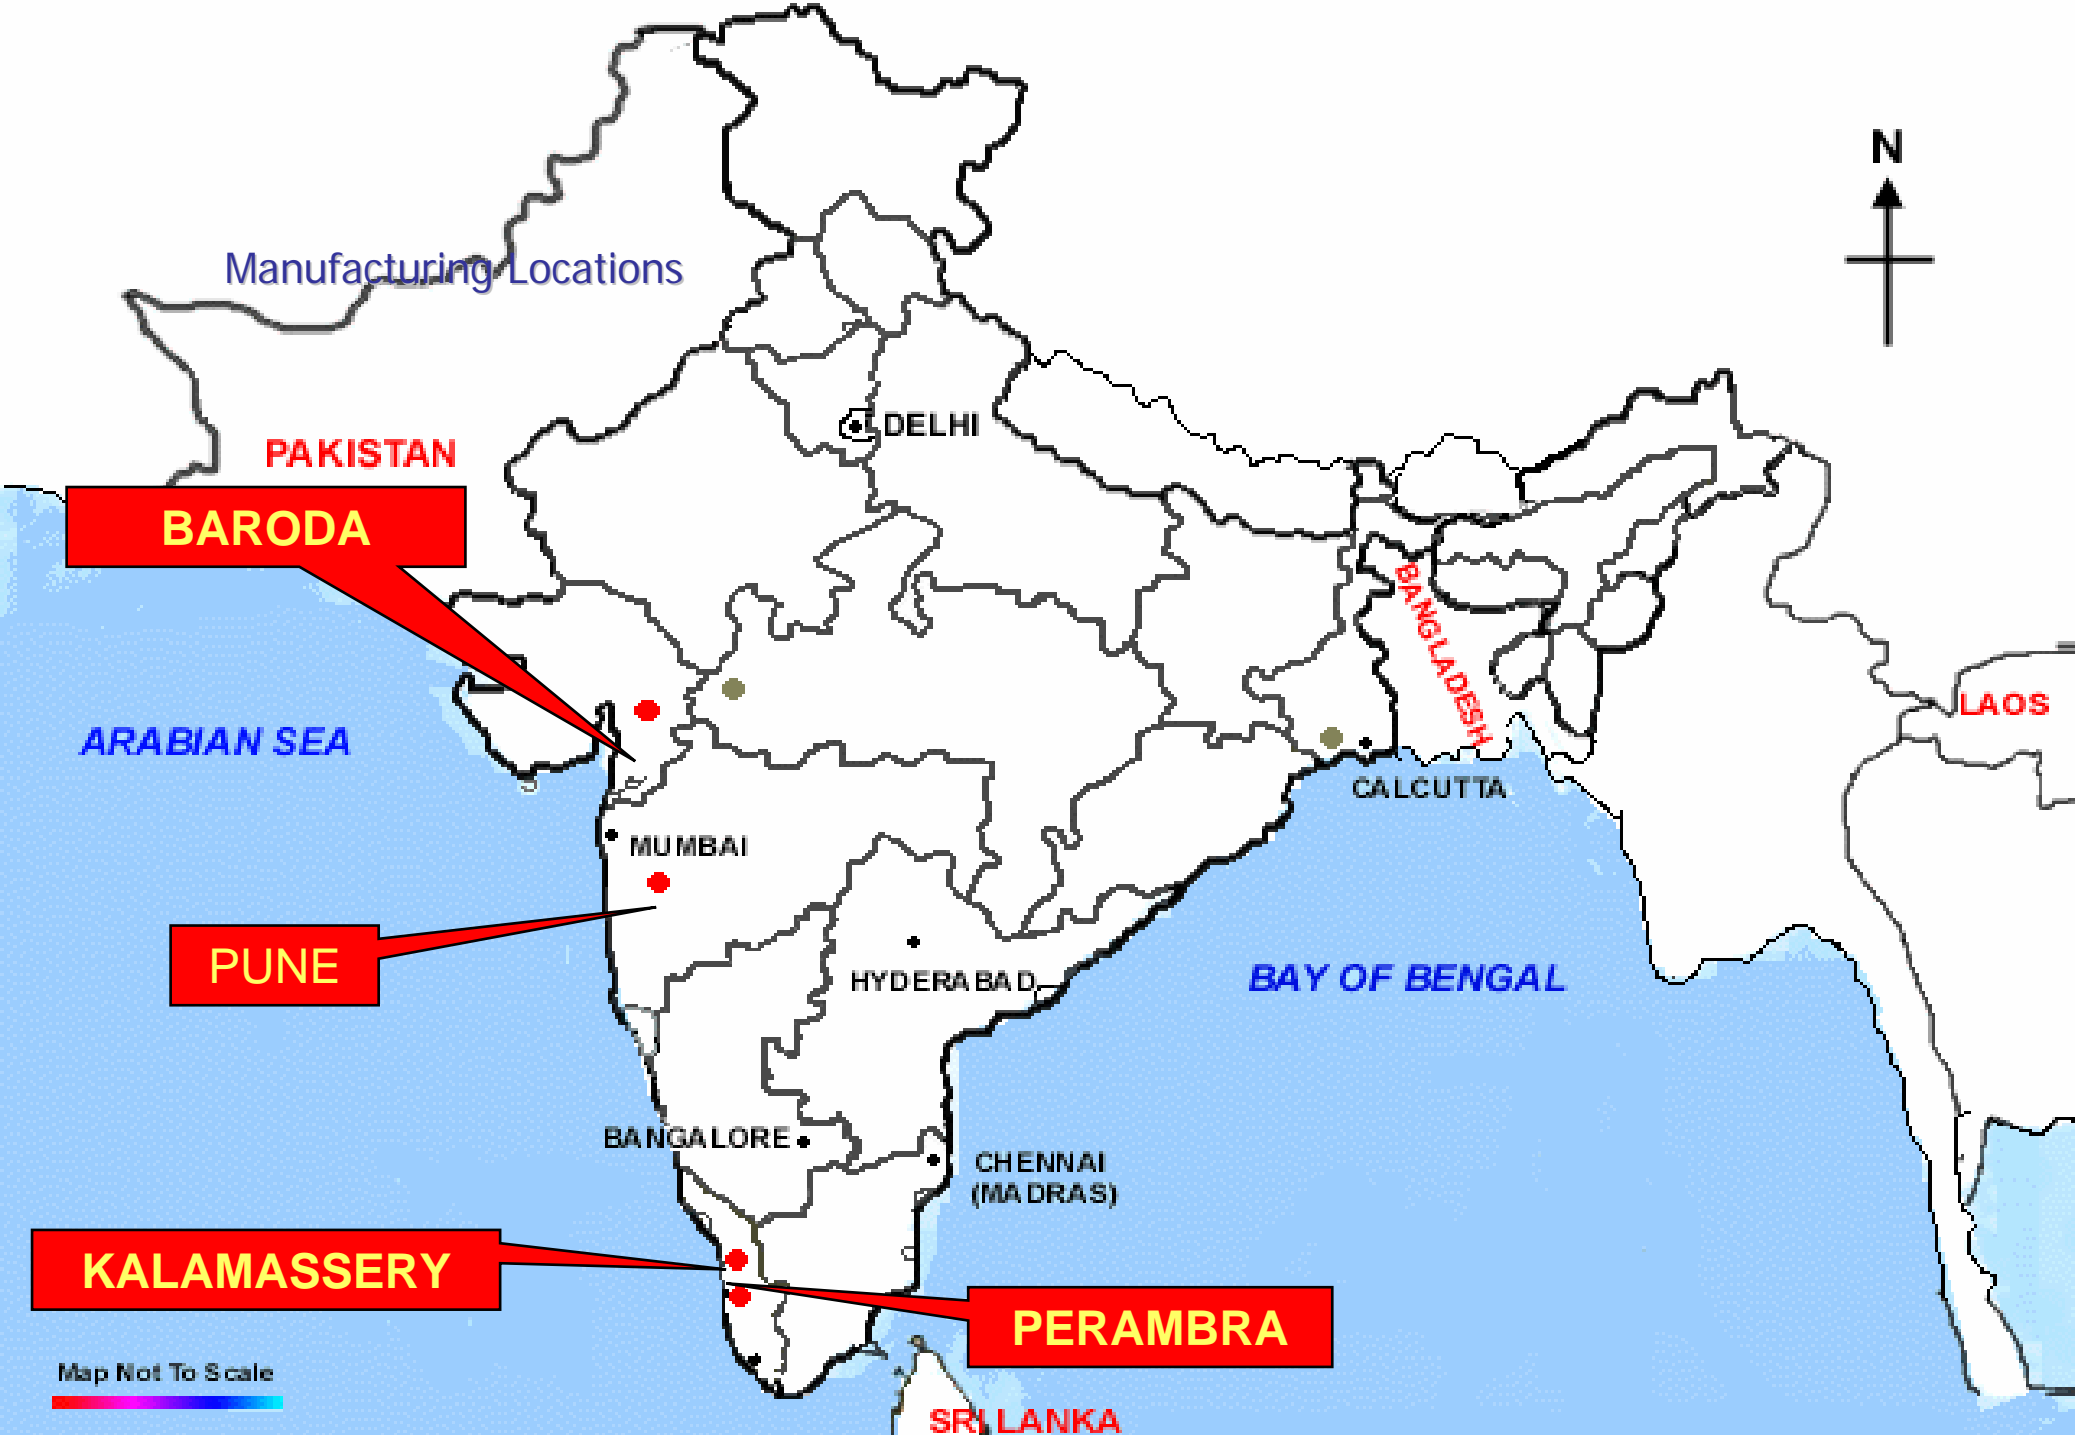 N
Manufacturing Locations
DELHI
PAKISTAN
BARODA
BANGLADESH
LAOS
ARABIAN SEA
CALCUTTA
MUMBAI
PUNE
HYDERABAD
BAY OF BENGAL
BANGALORE
CHENNAI
(MADRAS)
KALAMASSERY
PERAMBRA
Map Not To Scale
SRI LANKA